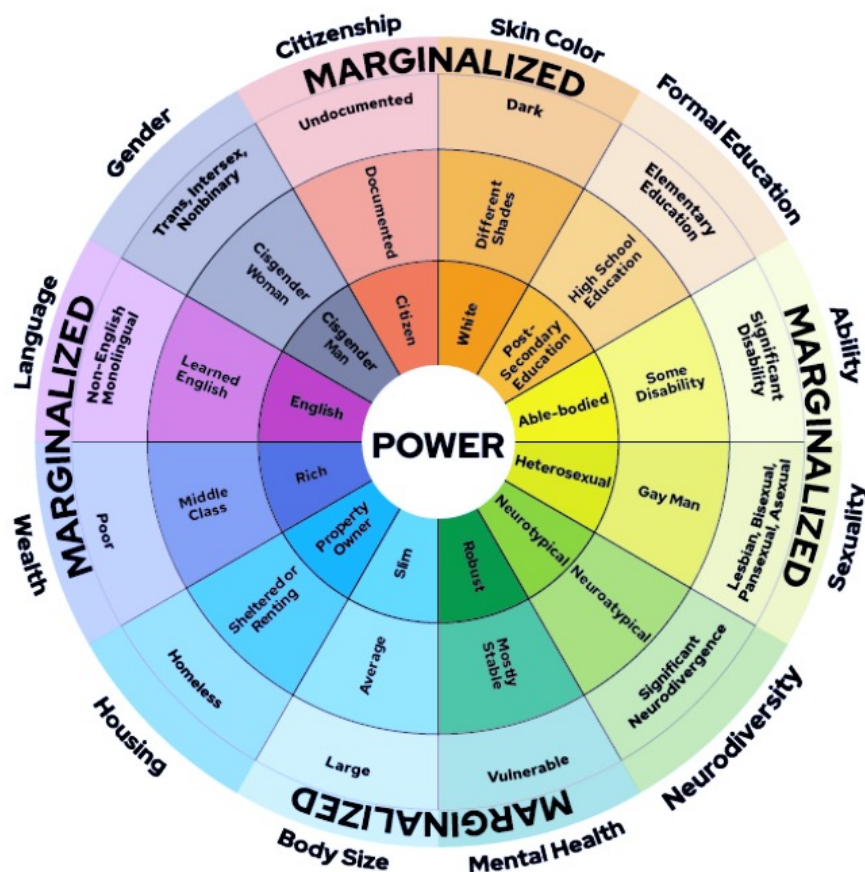 Citizenship
Skin Color
Formal Education
Ability
Sexuality
Neurodiversity
Mental Health
Body Size
Housing
Wealth
Language
Gender
MARGINALIZED
MARGINALIZED
MARGINALIZED
MARGINALIZED
Undocumented
Documented
Citizen
Dark
Different
Shades
White
Elementary
Education
High School
Education
Post-
Secondary
Education
Significant
Disability
Some
Disability
Able-bodied
Lesbian, Bisexual,
Pansexual, Asexual
Gay Man
Heterosexual
Significant
Neurodivergence
Neuroatypical
Neurotypical
Vulnerable
Mostly
Stable
Robust
Large
Average
Slim
Homeless
Sheltered or
Renting
Property
Owner
Poor
Middle
Class
Rich
Non-English
Monolingual
Learned
English
English
Trans, Intersex,
Nonbinary
Cisgender
Woman
Cisgender
Man
POWER